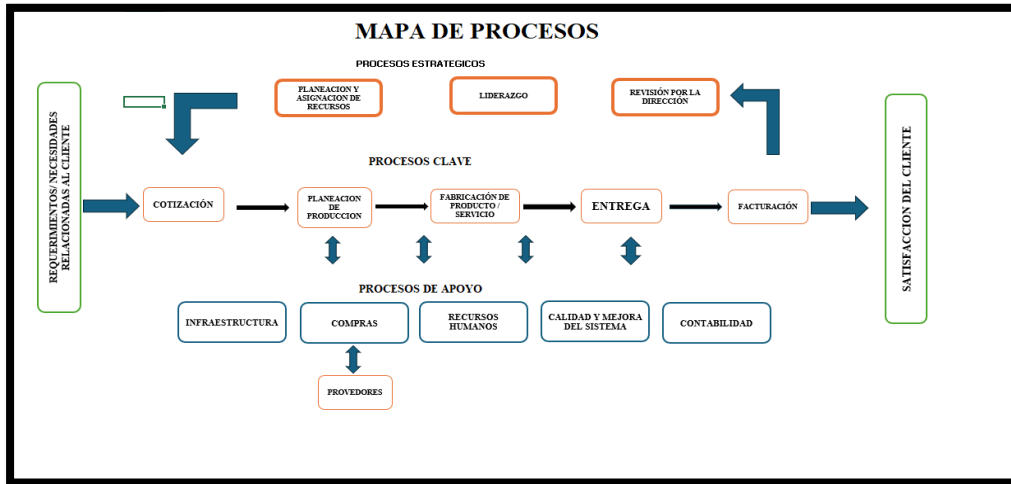 MAPA DE PROCESOS
PROCESOS ESTRATEGICOS
PLANEACION Y
ASIGNACION DE
RECURSOS
LIDERAZGO
REVISIÓN POR LA
DIRECCIÓN
REQUERIMIENTOS/ NECESIDADES
RELACIONADAS AL CLIENTE
PROCESOS CLAVE
COTIZACIÓN
PLANEACION
DE
PRODUCCION
FABRICACIÓN DE
PRODUCTO /
SERVICIO
ENTREGA
FACTURACIÓN
SATISFACCION DEL CLIENTE
PROCESOS DE APOYO
INFRAESTRUCTURA
COMPRAS
RECURSOS
HUMANOS
CALIDAD Y MEJORA
DEL SISTEMA
CONTABILIDAD
PROVEDORES